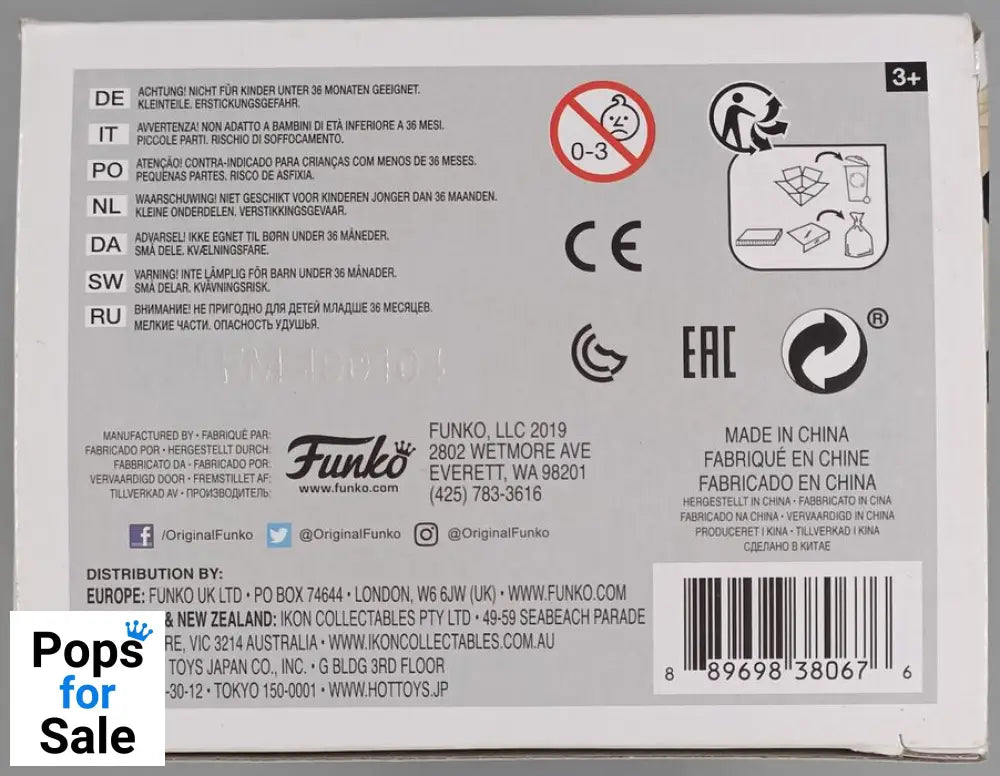 3+
DE ACHTUNG! NICHT FÜR KINDER UNTER 36 MONATEN GEEIGNET.
KLEINTEILE. ERSTICKUNGSGEFAHR.
IT AVVERTENZA! NON ADATTO A BAMBINI DI ETÀ INFERIORE A 36 MESI.
PICCOLE PARTI. RISCHIO DI SOFFOCAMENTO.
PO ATENÇÃO! CONTRA-INDICADO PARA CRIANÇAS COM MENOS DE 36 MESES.
PEQUENAS PARTES. RISCO DE ASFIXIA.
NL WAARSCHUWING! NIET GESCHIKT VOOR KINDEREN JONGER DAN 36 MAANDEN.
KLEINE ONDERDELEN. VERSTIKKINGSGEVAAR.
DA ADVARSEL! IKKE EGNET TIL BØRN UNDER 36 MÅNEDER.
SMÅ DELE. KVÆLNINGSFARE.
SW VARNING! INTE LÄMPLIG FÖR BARN UNDER 36 MÅNADER.
SMÅ DELAR. KVÄVNINGSRISK.
RU ВНИМАНИЕ! НЕ ПРИГОДНО ДЛЯ ДЕТЕЙ МЛАДШЕ 36 МЕСЯЦЕВ.
МЕЛКИЕ ЧАСТИ. ОПАСНОСТЬ УДУШЬЯ.
0-3
CE
EAC
®
MANUFACTURED BY • FABRIQUÉ PAR:
FABRICADO POR • HERGESTELLT DURCH:
FABBRICATO DA • FABRICADO POR:
VERVAARDIGD DOOR • FREMSTILLET AF:
TILLVERKAD AV • ПРОИЗВОДИТЕЛЬ:
Funko
www.funko.com
FUNKO, LLC 2019
2802 WETMORE AVE
EVERETT, WA 98201
(425) 783-3616
MADE IN CHINA
FABRIQUÉ EN CHINE
FABRICADO EN CHINA
HERGESTELLT IN CHINA • FABBRICATO IN CINA
FABRICADO NA CHINA • VERVAARDIGD IN CHINA
PRODUCERET I KINA • TILLVERKAD I KINA
СДЕЛАНО В КИТАЕ
/OriginalFunko @OriginalFunko @OriginalFunko
DISTRIBUTION BY:
EUROPE: FUNKO UK LTD • PO BOX 74644 • LONDON, W6 6JW (UK) • WWW.FUNKO.COM
& NEW ZEALAND: IKON COLLECTABLES PTY LTD • 49-59 SEABEACH PARADE
RE, VIC 3214 AUSTRALIA • WWW.IKONCOLLECTABLES.COM.AU
TOYS JAPAN CO., INC. • G BLDG 3RD FLOOR
-30-12 • TOKYO 150-0001 • WWW.HOTTOYS.JP
8 89698 38067 6
Pops
for
Sale